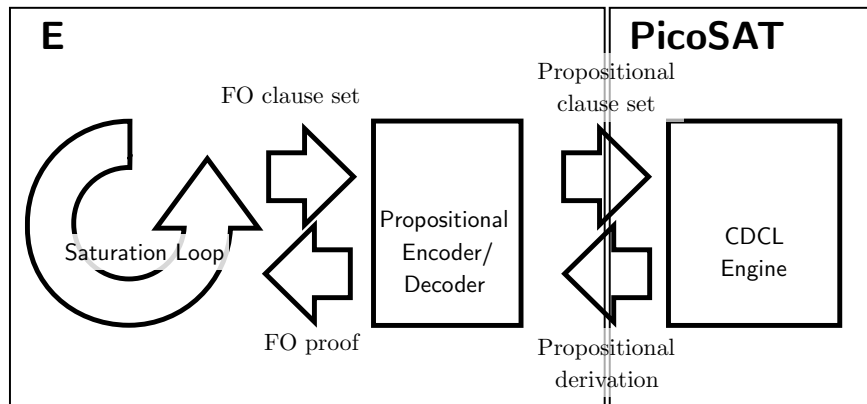 E
PicoSAT
FO clause set
Propositional
clause set
Saturation Loop
Propositional
Encoder/
Decoder
CDCL
Engine
FO proof
Propositional
derivation